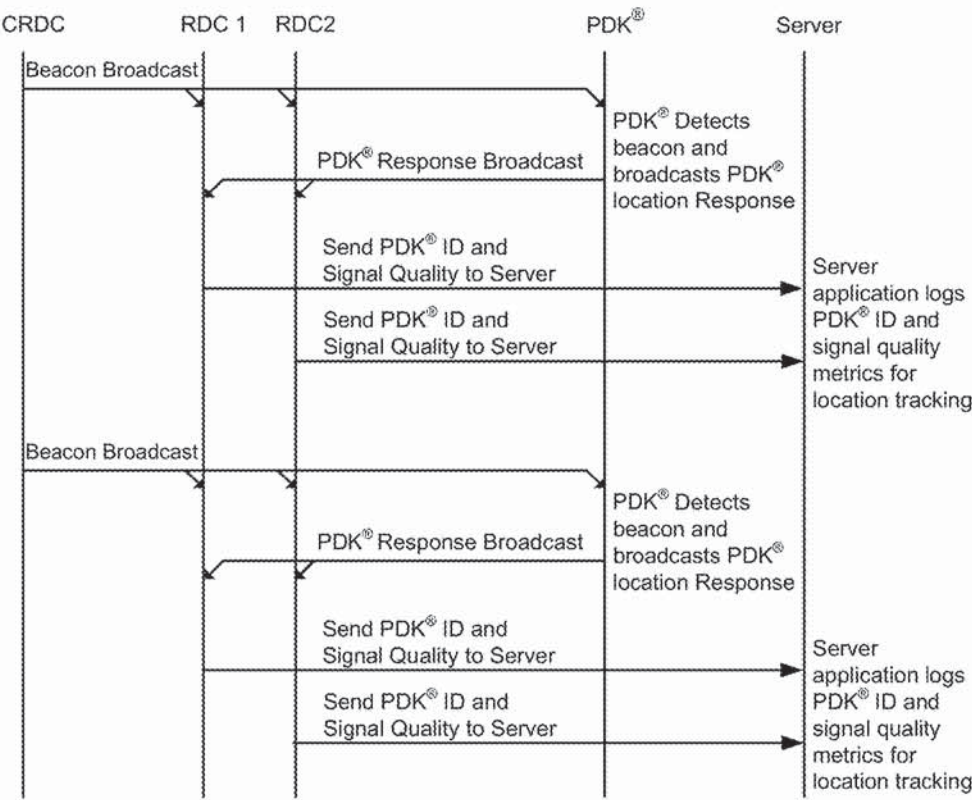 CRDC
RDC 1
RDC2
PDK®
Server
Beacon Broadcast
PDK® Detects
beacon and
broadcasts PDK®
location Response
PDK® Response Broadcast
Send PDK® ID and
Signal Quality to Server
Send PDK® ID and
Signal Quality to Server
Server
application logs
PDK® ID and
signal quality
metrics for
location tracking
Beacon Broadcast
PDK® Detects
beacon and
broadcasts PDK®
location Response
PDK® Response Broadcast
Send PDK® ID and
Signal Quality to Server
Send PDK® ID and
Signal Quality to Server
Server
application logs
PDK® ID and
signal quality
metrics for
location tracking